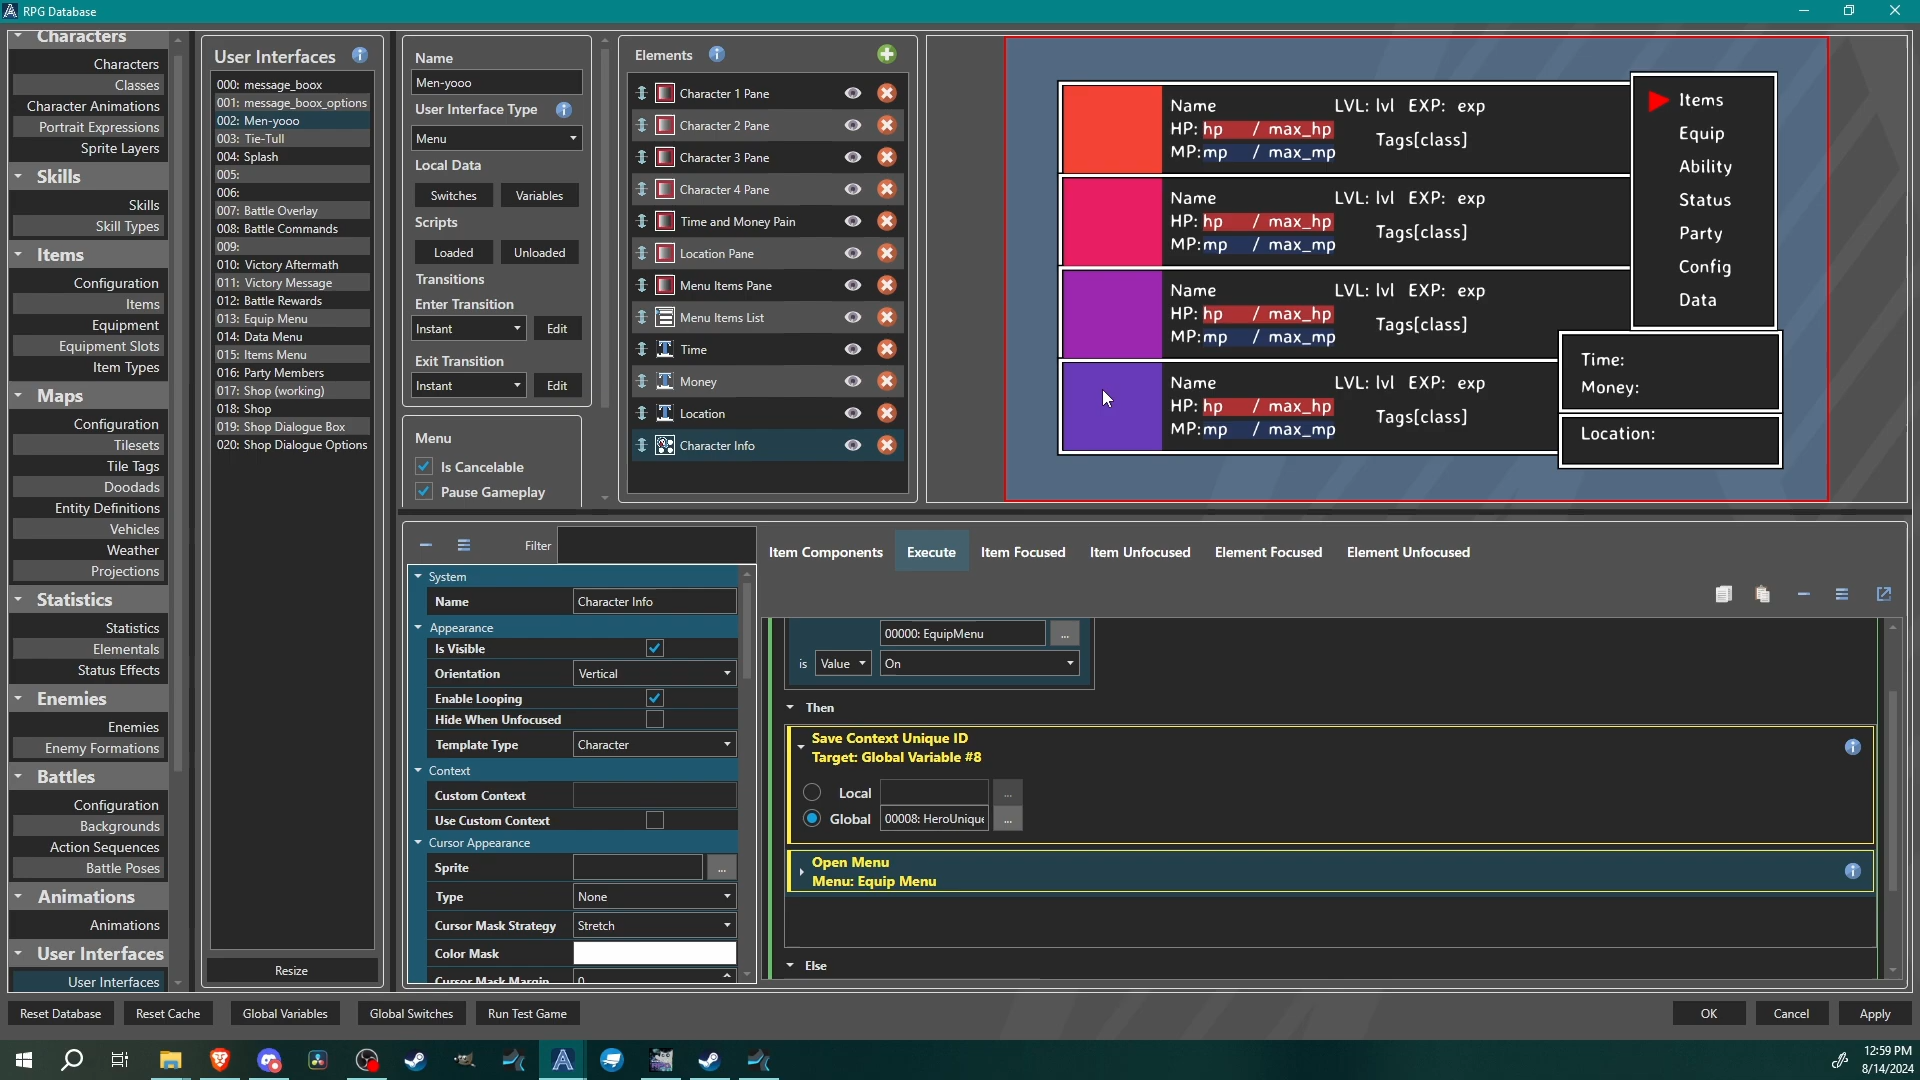 RPG Database
Characters
Characters
Classes
Character Animations
Portrait Expressions
Sprite Layers
Skills
Skills
Skill Types
Items
Configuration
Items
Equipment
Equipment Slots
Item Types
Maps
Configuration
Tilesets
Tile Tags
Doodads
Entity Definitions
Vehicles
Weather
Projections
Statistics
Statistics
Elementals
Status Effects
Enemies
Enemies
Enemy Formations
Battles
Configuration
Backgrounds
Action Sequences
Battle Poses
Animations
Animations
User Interfaces
User Interfaces
User Interfaces
000: message_boox
001: message_boox_options
002: Men-yooo
003: Tie-Tull
004: Splash
005:
006:
007: Battle Overlay
008: Battle Commands
009:
010: Victory Aftermath
011: Victory Message
012: Battle Rewards
013: Equip Menu
014: Data Menu
015: Items Menu
016: Party Members
017: Shop (working)
018: Shop
019: Shop Dialogue Box
020: Shop Dialogue Options
Resize
Name
Men-yooo
User Interface Type
Menu
Local Data
Switches Variables
Scripts
Loaded Unloaded
Transitions
Enter Transition
Instant Edit
Exit Transition
Instant Edit
Menu
Is Cancelable
Pause Gameplay
Elements
Character 1 Pane
Character 2 Pane
Character 3 Pane
Character 4 Pane
Time and Money Pain
Location Pane
Menu Items Pane
Menu Items List
Time
Money
Location
Character Info
Name LVL: lvl EXP: exp
HP: hp / max_hp
Tags[class]
MP: mp / max_mp
Name LVL: lvl EXP: exp
HP: hp / max_hp
Tags[class]
MP: mp / max_mp
Name LVL: lvl EXP: exp
HP: hp / max_hp
Tags[class]
MP: mp / max_mp
Name LVL: lvl EXP: exp
HP: hp / max_hp
Tags[class]
MP: mp / max_mp
Items
Equip
Ability
Status
Party
Config
Data
Time:
Money:
Location:
Filter
System
Name Character Info
Appearance
Is Visible
Orientation Vertical
Enable Looping
Hide When Unfocused
Template Type Character
Context
Custom Context
Use Custom Context
Cursor Appearance
Sprite ...
Type None
Cursor Mask Strategy Stretch
Color Mask
Cursor Mask Margin 0
Item Components Execute Item Focused Item Unfocused Element Focused Element Unfocused
00000: EquipMenu ...
is Value On
Then
Save Context Unique ID
Target: Global Variable #8
Local ...
Global 00008: HeroUnique ...
Open Menu
Menu: Equip Menu
Else
Reset Database Reset Cache Global Variables Global Switches Run Test Game OK Cancel Apply
12:59 PM
8/14/2024